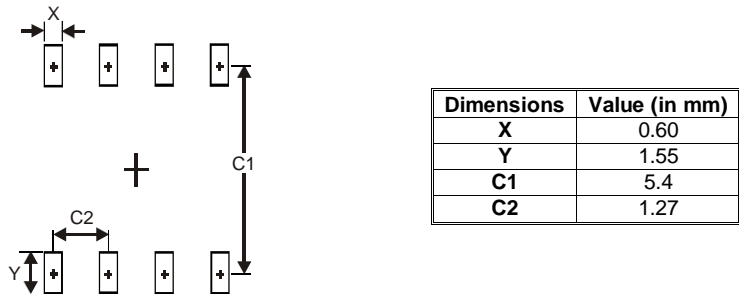 X
C1
C2
Y
Dimensions Value (in mm)
X 0.60
Y 1.55
C1 5.4
C2 1.27